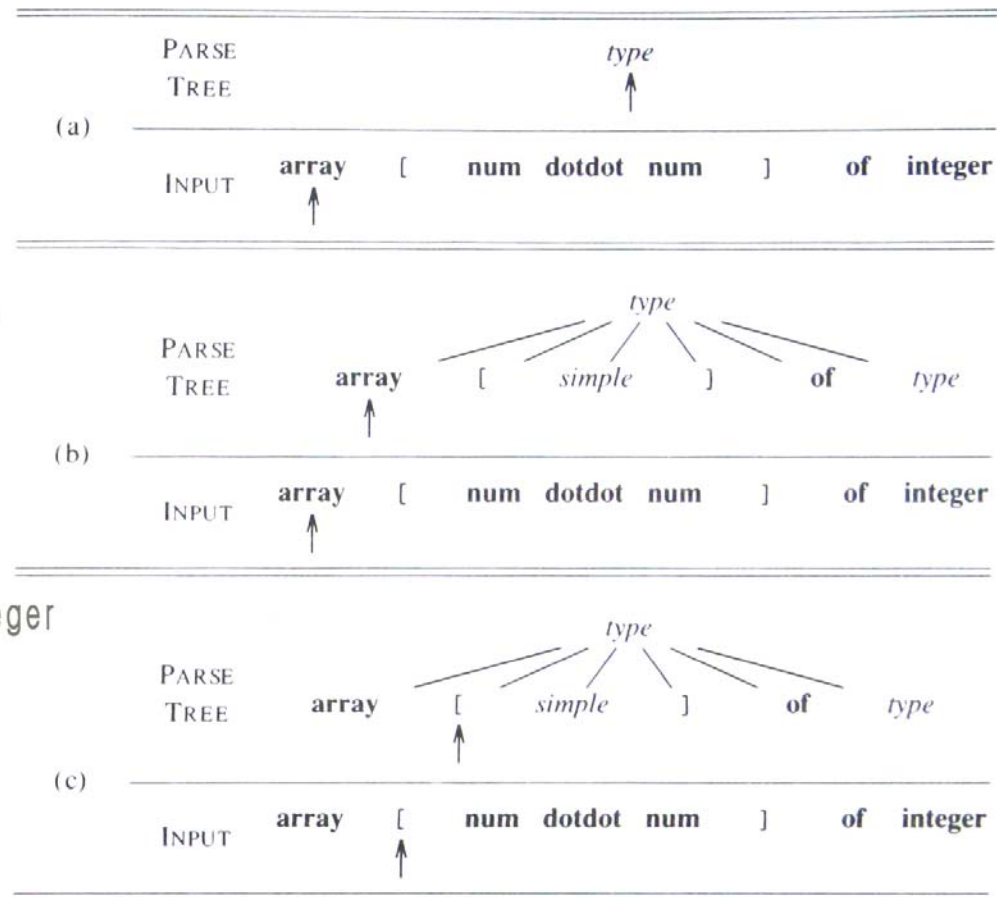 PARSE
TREE
type
(a)
INPUT
array [ num dotdot num ] of integer
type
PARSE
TREE
array [ simple ] of type
(b)
INPUT
array [ num dotdot num ] of integer
type
PARSE
TREE
array [ simple ] of type
(c)
INPUT
array [ num dotdot num ] of integer